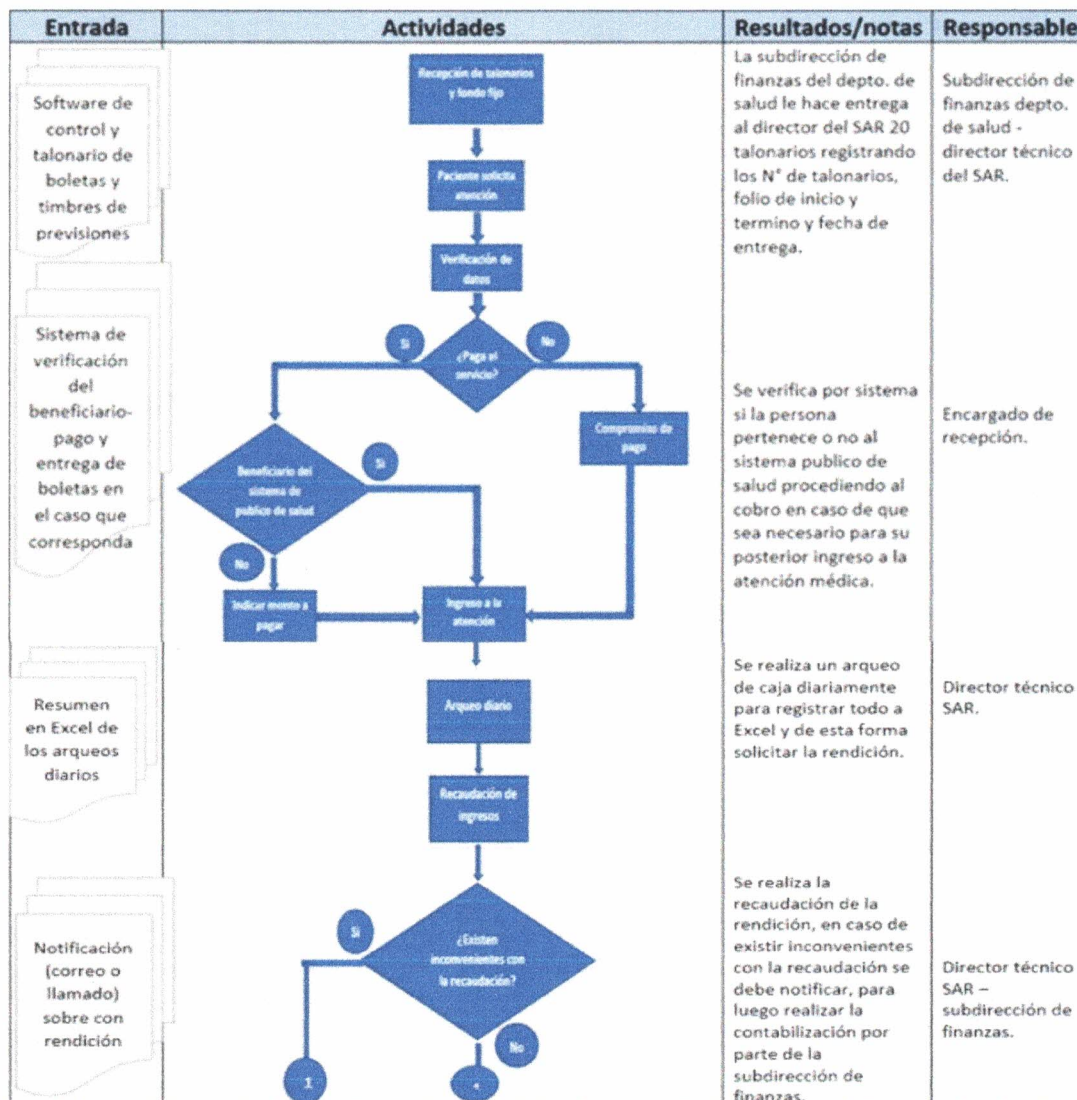 Entrada
Actividades
Resultados/notas
Responsable
Software de
control y
talonario de
boletas y
timbres de
previsiones
Recepción de talonarios
y fondo fijo
Paciente solicita
atención
Verificación de
datos
La subdirección de
finanzas del depto. de
salud le hace entrega
al director del SAR 20
talonarios registrando
los N° de talonarios,
folio de inicio y
termino y fecha de
entrega.
Subdirección de
finanzas depto.
de salud -
director técnico
del SAR.
Sistema de
verificación
del
beneficiario-
pago y
entrega de
boletas en
el caso que
corresponda
¿Paga el
servicio?
Si
No
Compromiso de
pago
Beneficiario del
sistema de
publico de salud
Si
No
Indicar monto a
pagar
Ingreso a la
atención
Se verifica por sistema
si la persona
pertenece o no al
sistema publico de
salud procediendo al
cobro en caso de que
sea necesario para su
posterior ingreso a la
atención médica.
Encargado de
recepción.
Resumen
en Excel de
los arqueos
diarios
Arqueo diario
Recaudación de
ingresos
Se realiza un arqueo
de caja diariamente
para registrar todo a
Excel y de esta forma
solicitar la rendición.
Director técnico
SAR.
Notificación
(correo o
llamado)
sobre con
rendición
¿Existen
inconvenientes con
la recaudación?
Si
No
1
Se realiza la
recaudación de la
rendición, en caso de
existir inconvenientes
con la recaudación se
debe notificar, para
luego realizar la
contabilización por
parte de la
subdirección de
finanzas.
Director técnico
SAR –
subdirección de
finanzas.